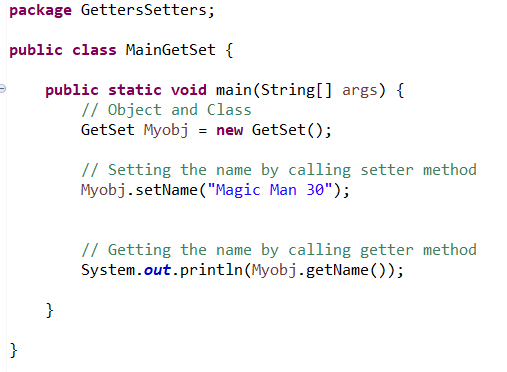 package GettersSetters;
public class MainGetSet {
public static void main(String[] args) {
// Object and Class
GetSet Myobj = new GetSet();
// Setting the name by calling setter method
Myobj.setName("Magic Man 30");
// Getting the name by calling getter method
System.out.println(Myobj.getName());
}
}